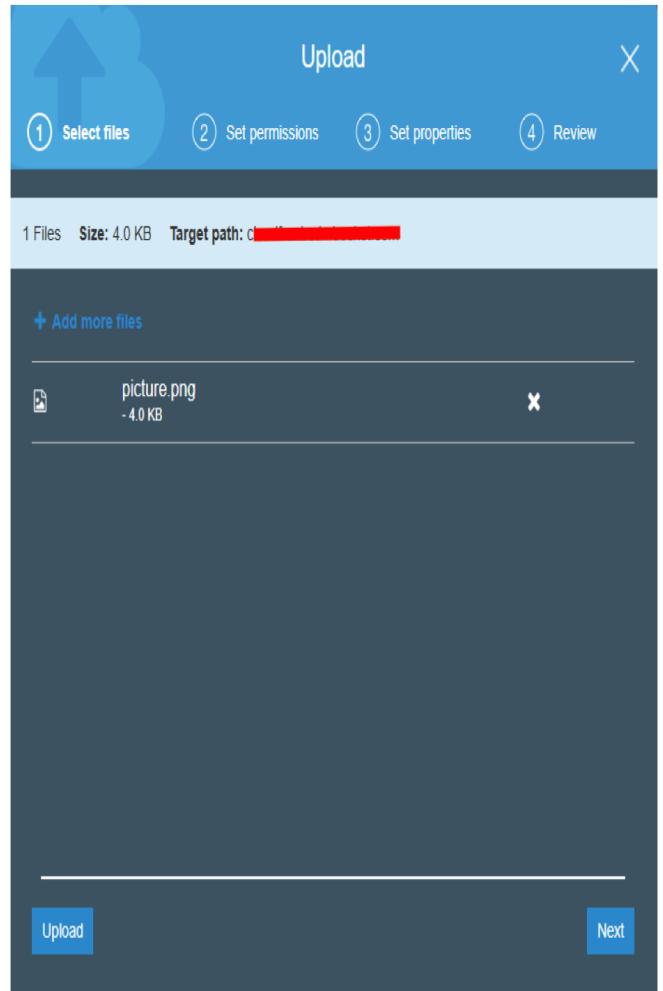 Upload
1 Select files 2 Set permissions 3 Set properties 4 Review
1 Files Size: 4.0 KB Target path:
+ Add more files
picture.png
- 4.0 KB
Upload Next